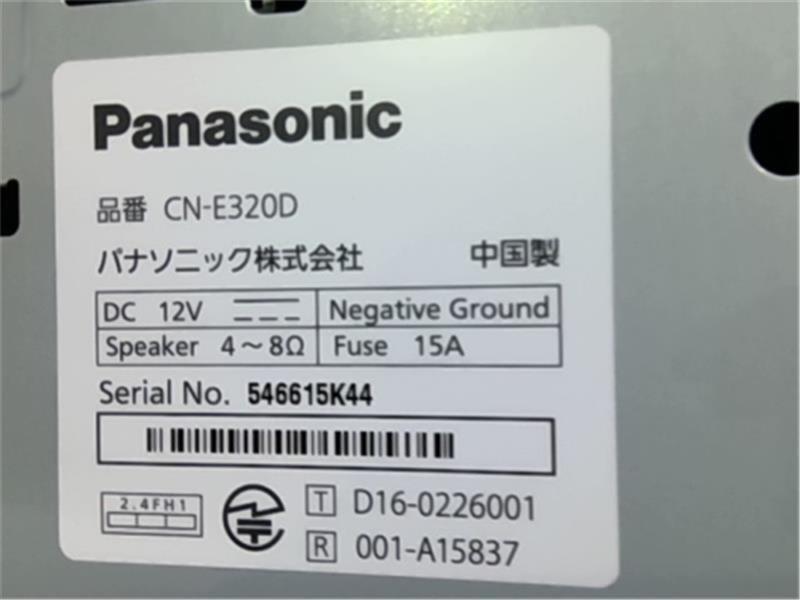 Panasonic
品番 CN-E320D
パナソニック株式会社 中国製
DC 12V Negative Ground
Speaker 4～8Ω Fuse 15A
Serial No. 546615K44
2.4FH1
T D16-0226001
R 001-A15837